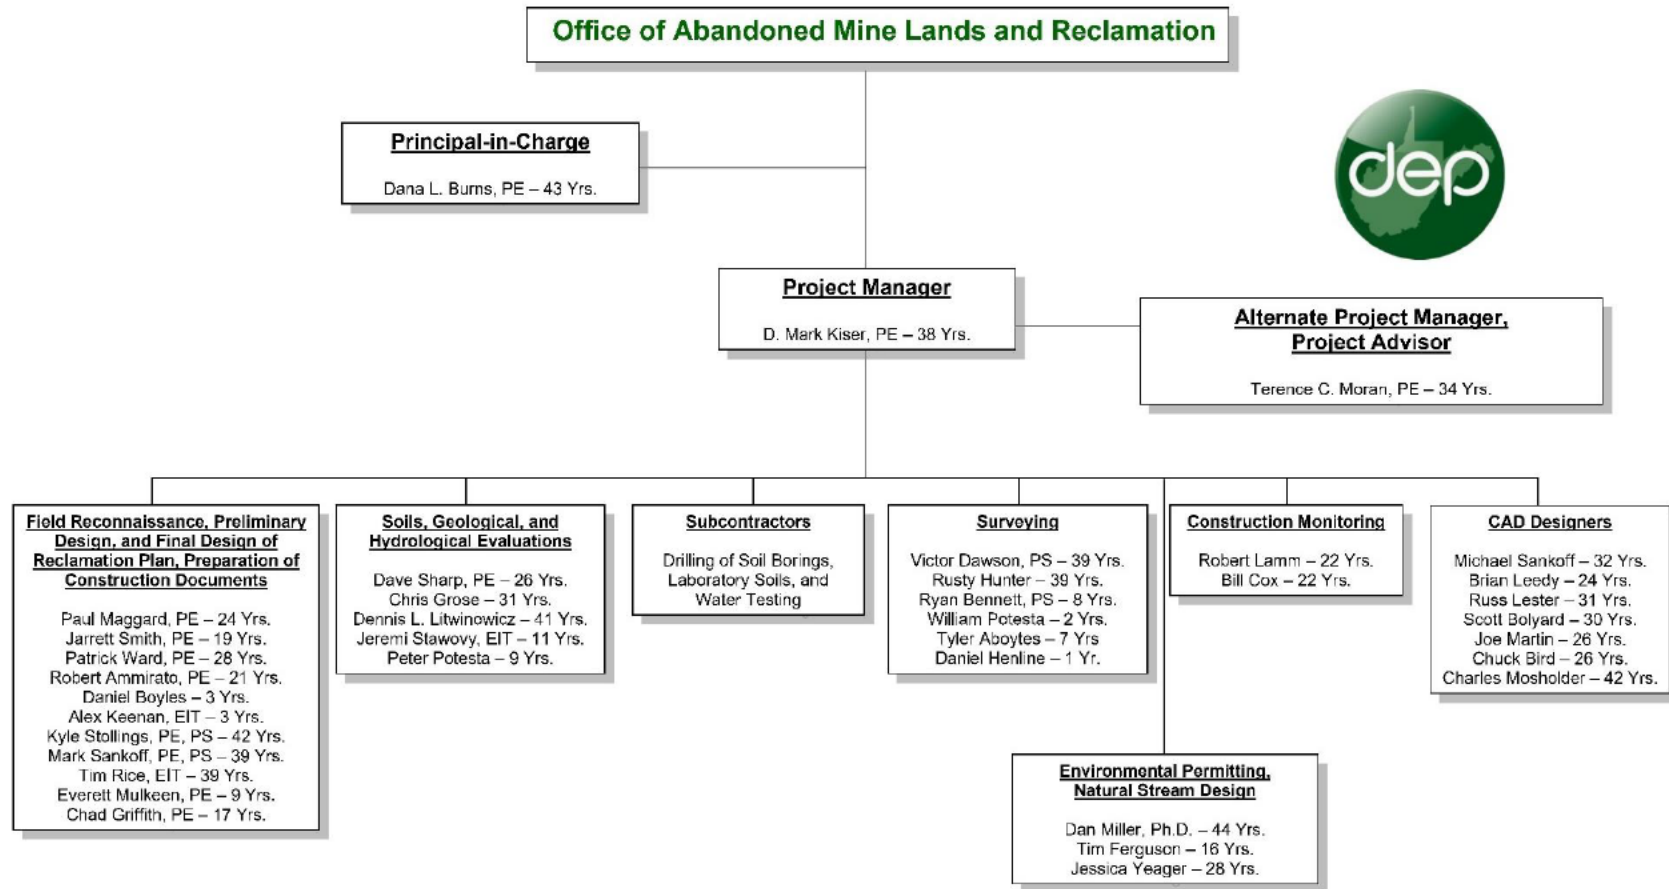 Office of Abandoned Mine Lands and Reclamation
Principal-in-Charge
Dana L. Burns, PE – 43 Yrs.
dep
Project Manager
D. Mark Kiser, PE – 38 Yrs.
Alternate Project Manager,
Project Advisor
Terence C. Moran, PE – 34 Yrs.
Field Reconnaissance, Preliminary
Design, and Final Design of
Reclamation Plan, Preparation of
Construction Documents
Paul Maggard, PE – 24 Yrs.
Jarrett Smith, PE – 19 Yrs.
Patrick Ward, PE – 28 Yrs.
Robert Ammirato, PE – 21 Yrs.
Daniel Boyles – 3 Yrs.
Alex Keenan, EIT – 3 Yrs.
Kyle Stollings, PE, PS – 42 Yrs.
Mark Sankoff, PE, PS – 39 Yrs.
Tim Rice, EIT – 39 Yrs.
Everett Mulkeen, PE – 9 Yrs.
Chad Griffith, PE – 17 Yrs.
Soils, Geological, and
Hydrological Evaluations
Dave Sharp, PE – 26 Yrs.
Chris Grose – 31 Yrs.
Dennis L. Litwinowicz – 41 Yrs.
Jeremi Stawovy, EIT – 11 Yrs.
Peter Potesta – 9 Yrs.
Subcontractors
Drilling of Soil Borings,
Laboratory Soils, and
Water Testing
Surveying
Victor Dawson, PS – 39 Yrs.
Rusty Hunter – 39 Yrs.
Ryan Bennett, PS – 8 Yrs.
William Potesta – 2 Yrs.
Tyler Aboytes – 7 Yrs
Daniel Henline – 1 Yr.
Construction Monitoring
Robert Lamm – 22 Yrs.
Bill Cox – 22 Yrs.
CAD Designers
Michael Sankoff – 32 Yrs.
Brian Leedy – 24 Yrs.
Russ Lester – 31 Yrs.
Scott Bolyard – 30 Yrs.
Joe Martin – 26 Yrs.
Chuck Bird – 26 Yrs.
Charles Mosholder – 42 Yrs.
Environmental Permitting,
Natural Stream Design
Dan Miller, Ph.D. – 44 Yrs.
Tim Ferguson – 16 Yrs.
Jessica Yeager – 28 Yrs.